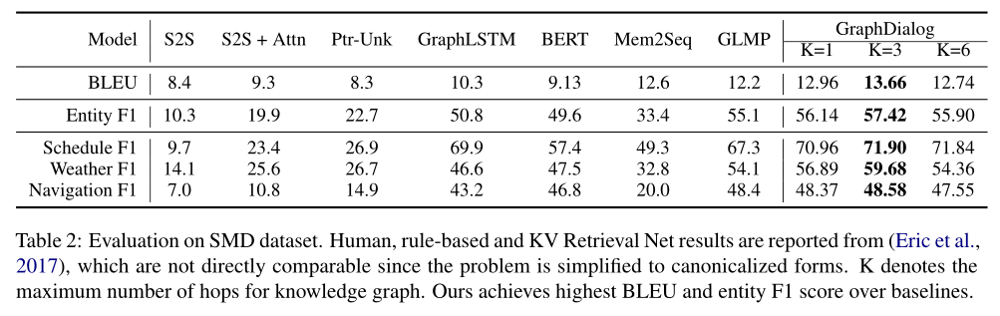 Model S2S S2S + Attn Ptr-Unk GraphLSTM BERT Mem2Seq GLMP GraphDialog
K=1 K=3 K=6
BLEU 8.4 9.3 8.3 10.3 9.13 12.6 12.2 12.96 13.66 12.74
Entity F1 10.3 19.9 22.7 50.8 49.6 33.4 55.1 56.14 57.42 55.90
Schedule F1 9.7 23.4 26.9 69.9 57.4 49.3 67.3 70.96 71.90 71.84
Weather F1 14.1 25.6 26.7 46.6 47.5 32.8 54.1 56.89 59.68 54.36
Navigation F1 7.0 10.8 14.9 43.2 46.8 20.0 48.4 48.37 48.58 47.55
Table 2: Evaluation on SMD dataset. Human, rule-based and KV Retrieval Net results are reported from (Eric et al.,
2017), which are not directly comparable since the problem is simplified to canonicalized forms. K denotes the
maximum number of hops for knowledge graph. Ours achieves highest BLEU and entity F1 score over baselines.